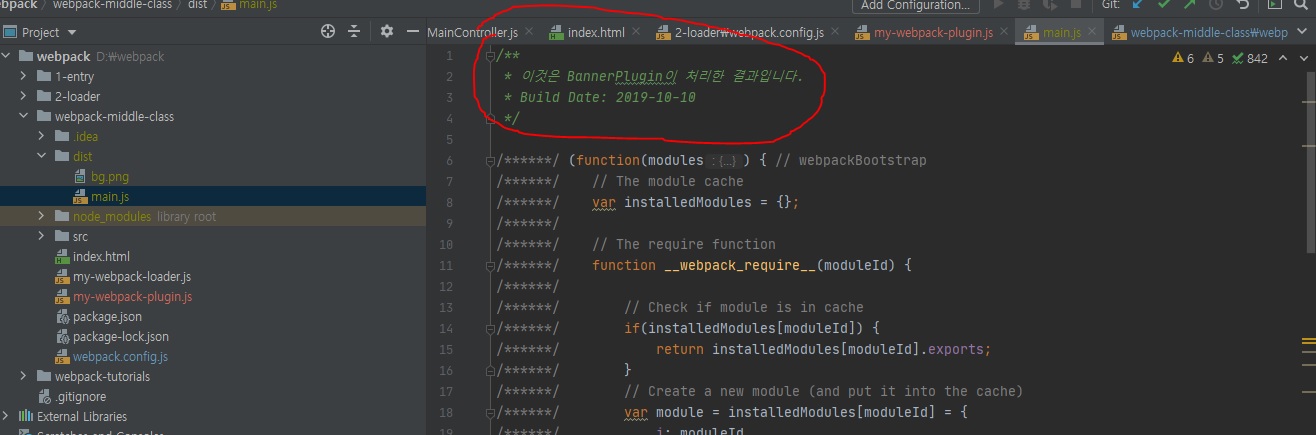 webpack > webpack-middle-class > dist > main.js
Add Configuration...
Git:
Project
MainController.js
index.html
2-loader₩webpack.config.js
my-webpack-plugin.js
main.js
webpack-middle-class₩webp
webpack D:₩webpack
1-entry
2-loader
webpack-middle-class
.idea
dist
bg.png
main.js
node_modules library root
src
index.html
my-webpack-loader.js
my-webpack-plugin.js
package.json
package-lock.json
webpack.config.js
webpack-tutorials
.gitignore
External Libraries
6 5 842
1 /**
2 * 이것은 BannerPlugin이 처리한 결과입니다.
3 * Build Date: 2019-10-10
4 */
5
6 /******/ (function(modules :{...} ) { // webpackBootstrap
7 /******/ // The module cache
8 /******/ var installedModules = {};
9 /******/
10 /******/ // The require function
11 /******/ function __webpack_require__(moduleId) {
12 /******/
13 /******/ // Check if module is in cache
14 /******/ if(installedModules[moduleId]) {
15 /******/ return installedModules[moduleId].exports;
16 /******/ }
17 /******/ // Create a new module (and put it into the cache)
18 /******/ var module = installedModules[moduleId] = {
19 /******/ i: moduleId